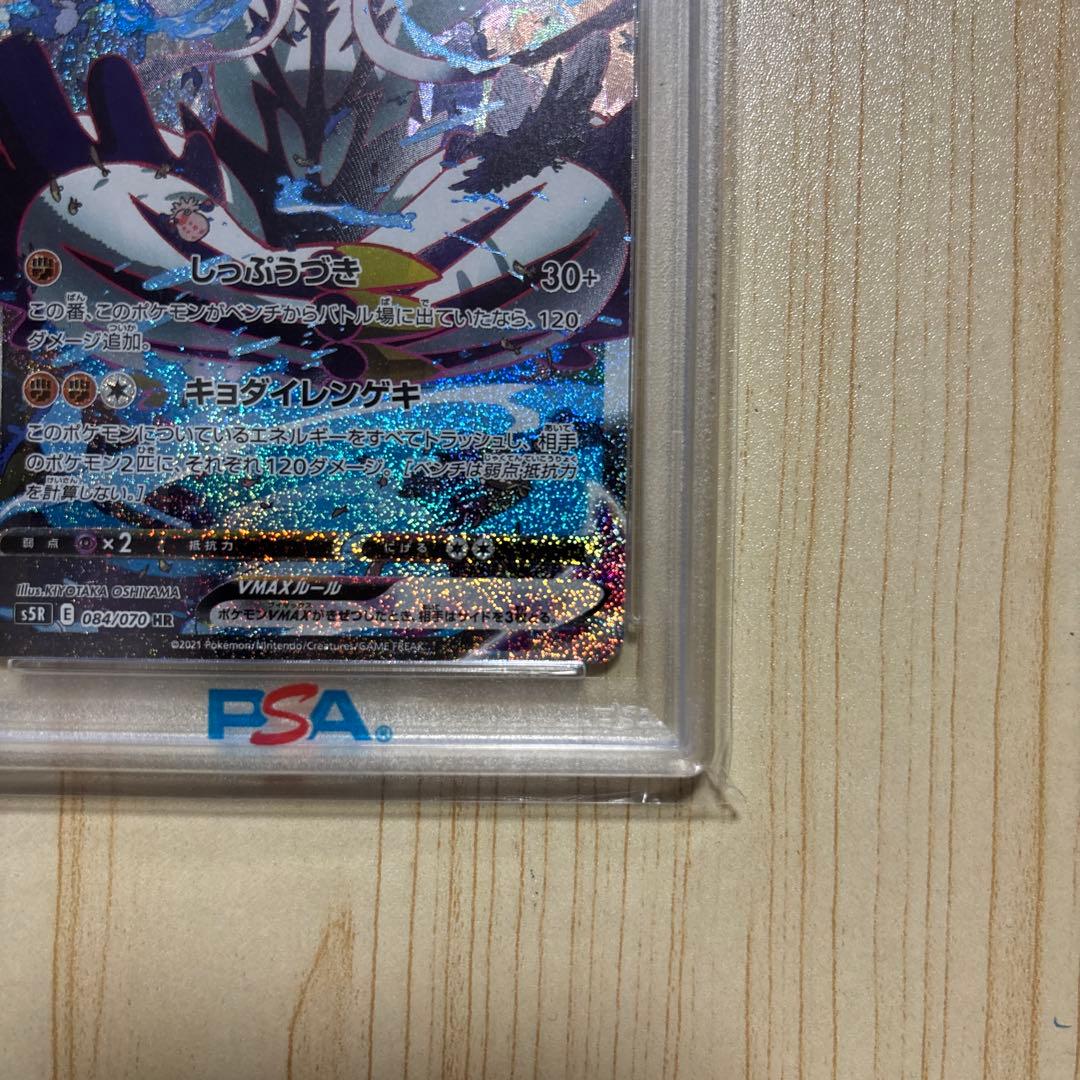 しっぷうづき 30+
この番、このポケモンがベンチからバトル場に出ていたなら、120
ダメージ追加。
キョダイレンゲキ
このポケモンについているエネルギーをすべてトラッシュし、相手
のポケモン2匹に、それぞれ120ダメージ。[ベンチは弱点・抵抗力
を計算しない。]
弱点 ×2 抵抗力 にげる
Illus. KIYOTAKA OSHIYAMA
VMAXルール
s5R E 084/070 HR
ポケモンVMAXがきぜつしたとき、相手はサイドを3枚とる。
©2021 Pokémon/Nintendo/Creatures/GAME FREAK.
PSA®